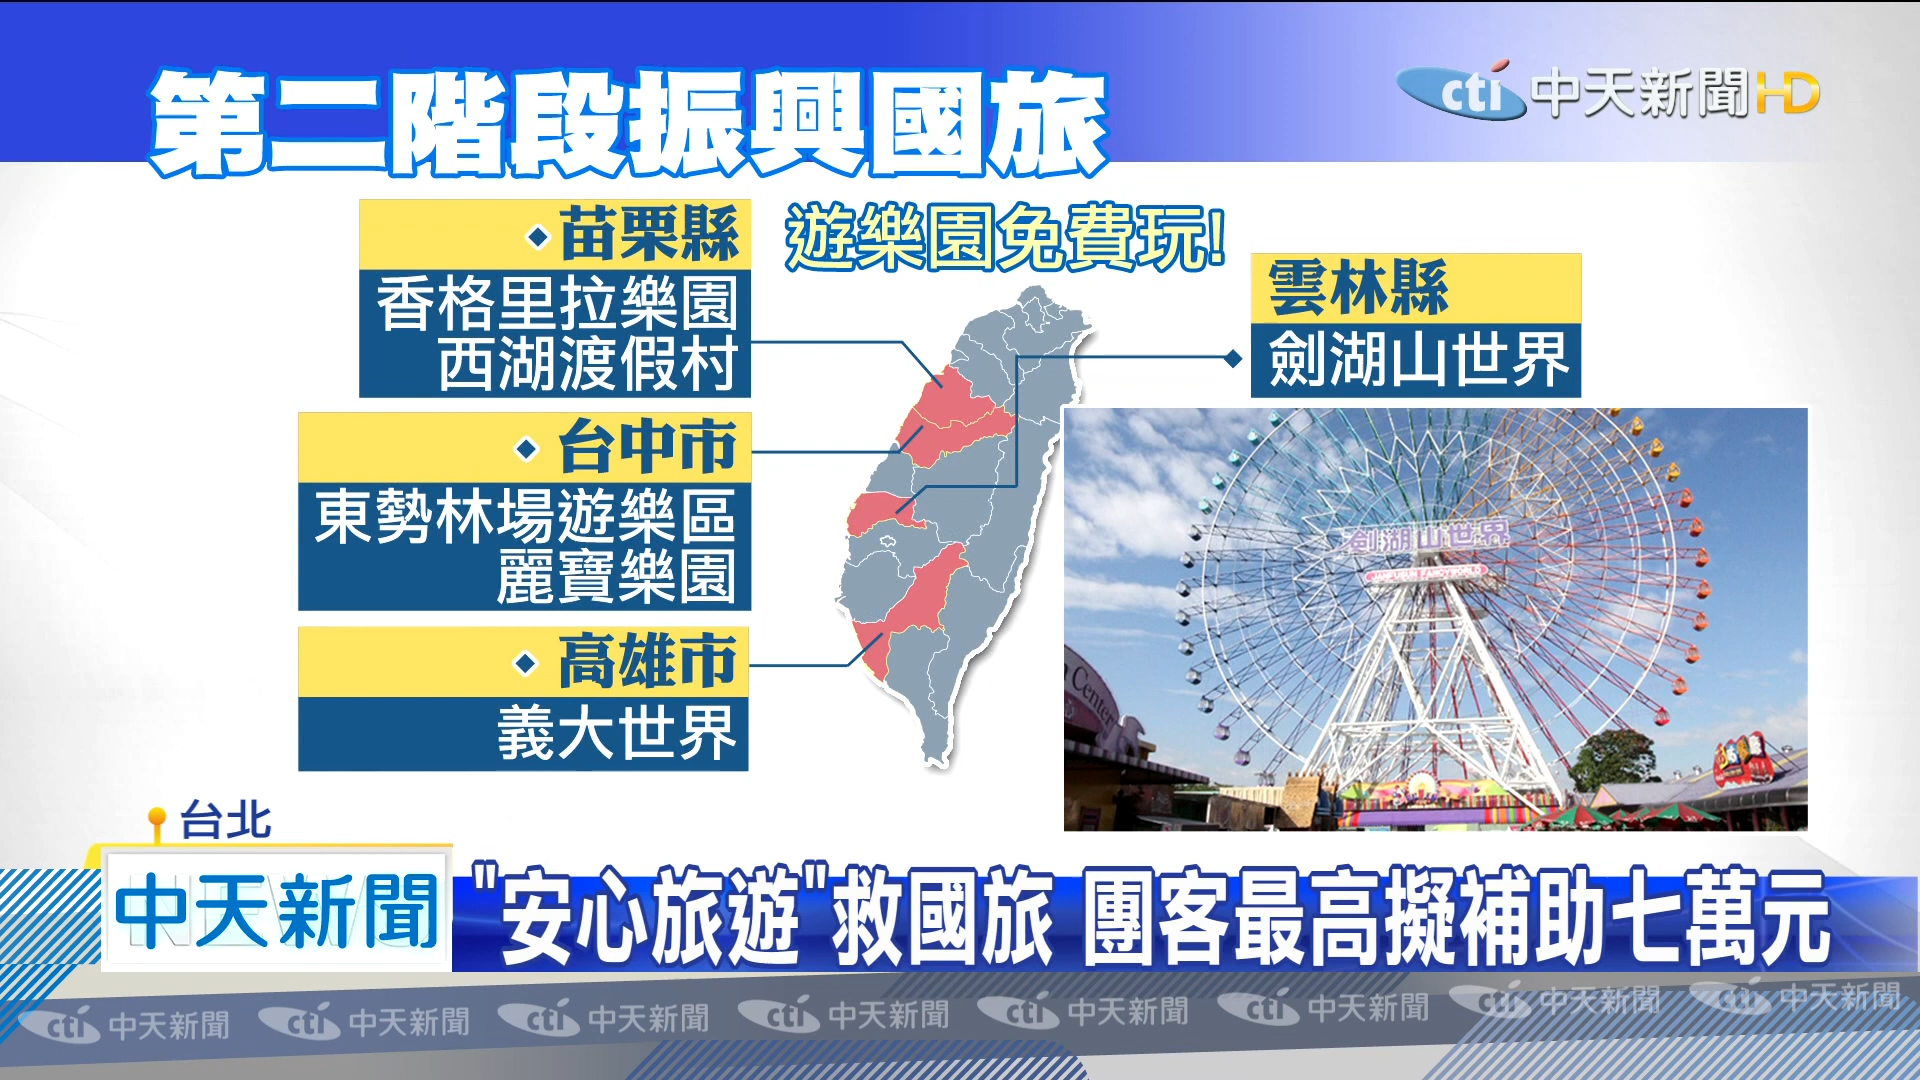 第二階段振興國旅
cti 中天新聞HD
遊樂園免費玩!
苗栗縣
香格里拉樂園
西湖渡假村
雲林縣
劍湖山世界
台中市
東勢林場遊樂區
麗寶樂園
高雄市
義大世界
劍湖山世界
JANFUSUN FANCYWORLD
Center
台北
中天新聞
NEWS
"安心旅遊"救國旅 團客最高擬補助七萬元
cti 中天新聞 cti 中天新聞 cti 中天新聞 cti 中天新聞 cti 中天新聞 cti 中天新聞 cti 中天新聞 cti 中天新聞